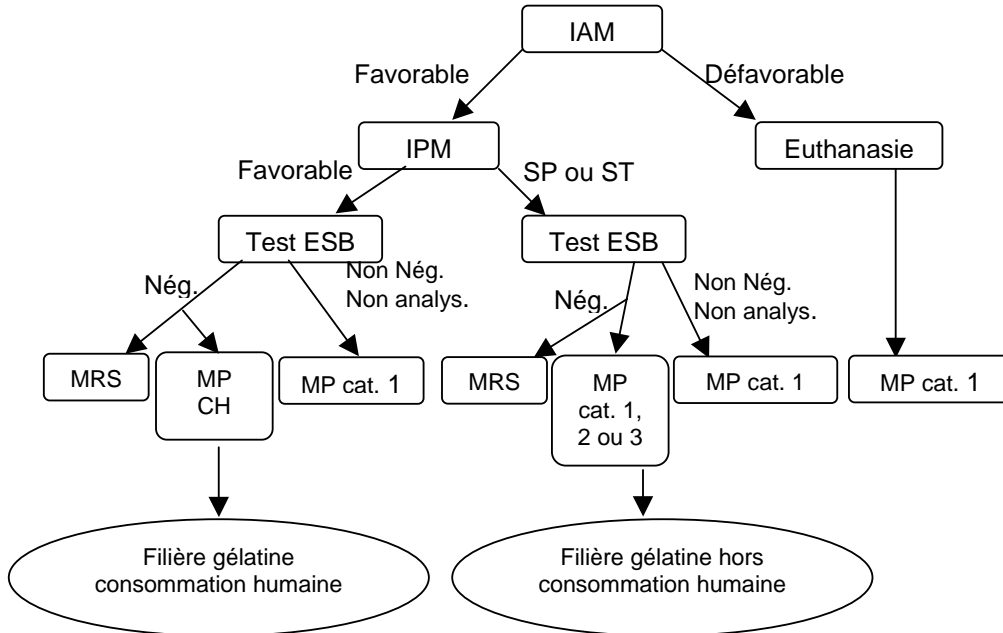 IAM
Favorable
Défavorable
IPM
Euthanasie
Favorable
SP ou ST
Test ESB
Test ESB
Nég.
Non Nég.
Non analys.
Nég.
Non Nég.
Non analys.
MRS
MP
CH
MP cat. 1
MRS
MP
cat. 1,
2 ou 3
MP cat. 1
MP cat. 1
Filière gélatine
consommation humaine
Filière gélatine hors
consommation humaine